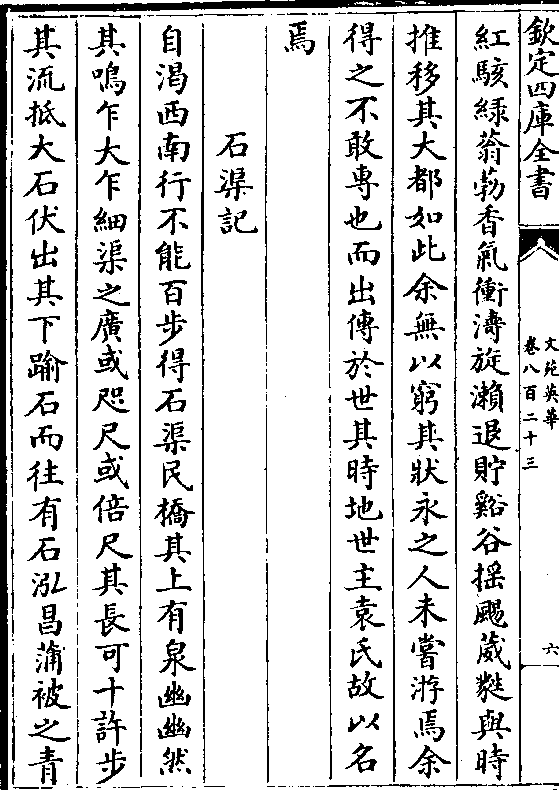 欽定四庫全書
文苑英華
卷八百二十三
六
紅駭綠蓊葧香氣衝濤旋瀨退貯谿谷揺颺葳㽔與時
推移其大都如此余無以窮其狀永之人未嘗游焉余
得之不敢専也而出傳於世其時地世主袁氏故以名
焉
石渠記
自渴西南行不能百步得石渠民橋其上有泉幽幽然
其鳴乍大乍細渠之廣或咫尺或倍尺其長可十許步
其流抵大石伏出其下踰石而往有石泓昌蒲被之青